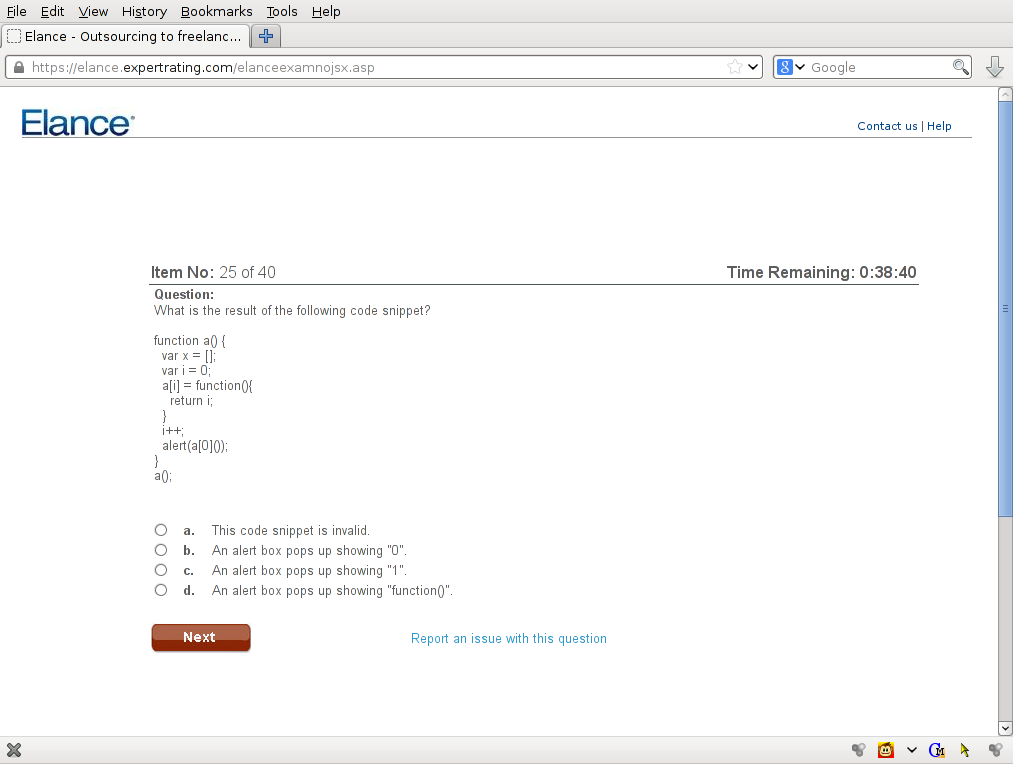 File Edit View History Bookmarks Tools Help
Elance - Outsourcing to freelanc...
https://elance.expertrating.com/elanceexamnojsx.asp
Google
Elance
Contact us | Help
Item No: 25 of 40
Time Remaining: 0:38:40
Question:
What is the result of the following code snippet?
function a() {
var x = [];
var i = 0;
a[i] = function(){
return i;
}
i++;
alert(a[0]());
}
a();
a. This code snippet is invalid.
b. An alert box pops up showing "0".
c. An alert box pops up showing "1".
d. An alert box pops up showing "function()".
Next
Report an issue with this question